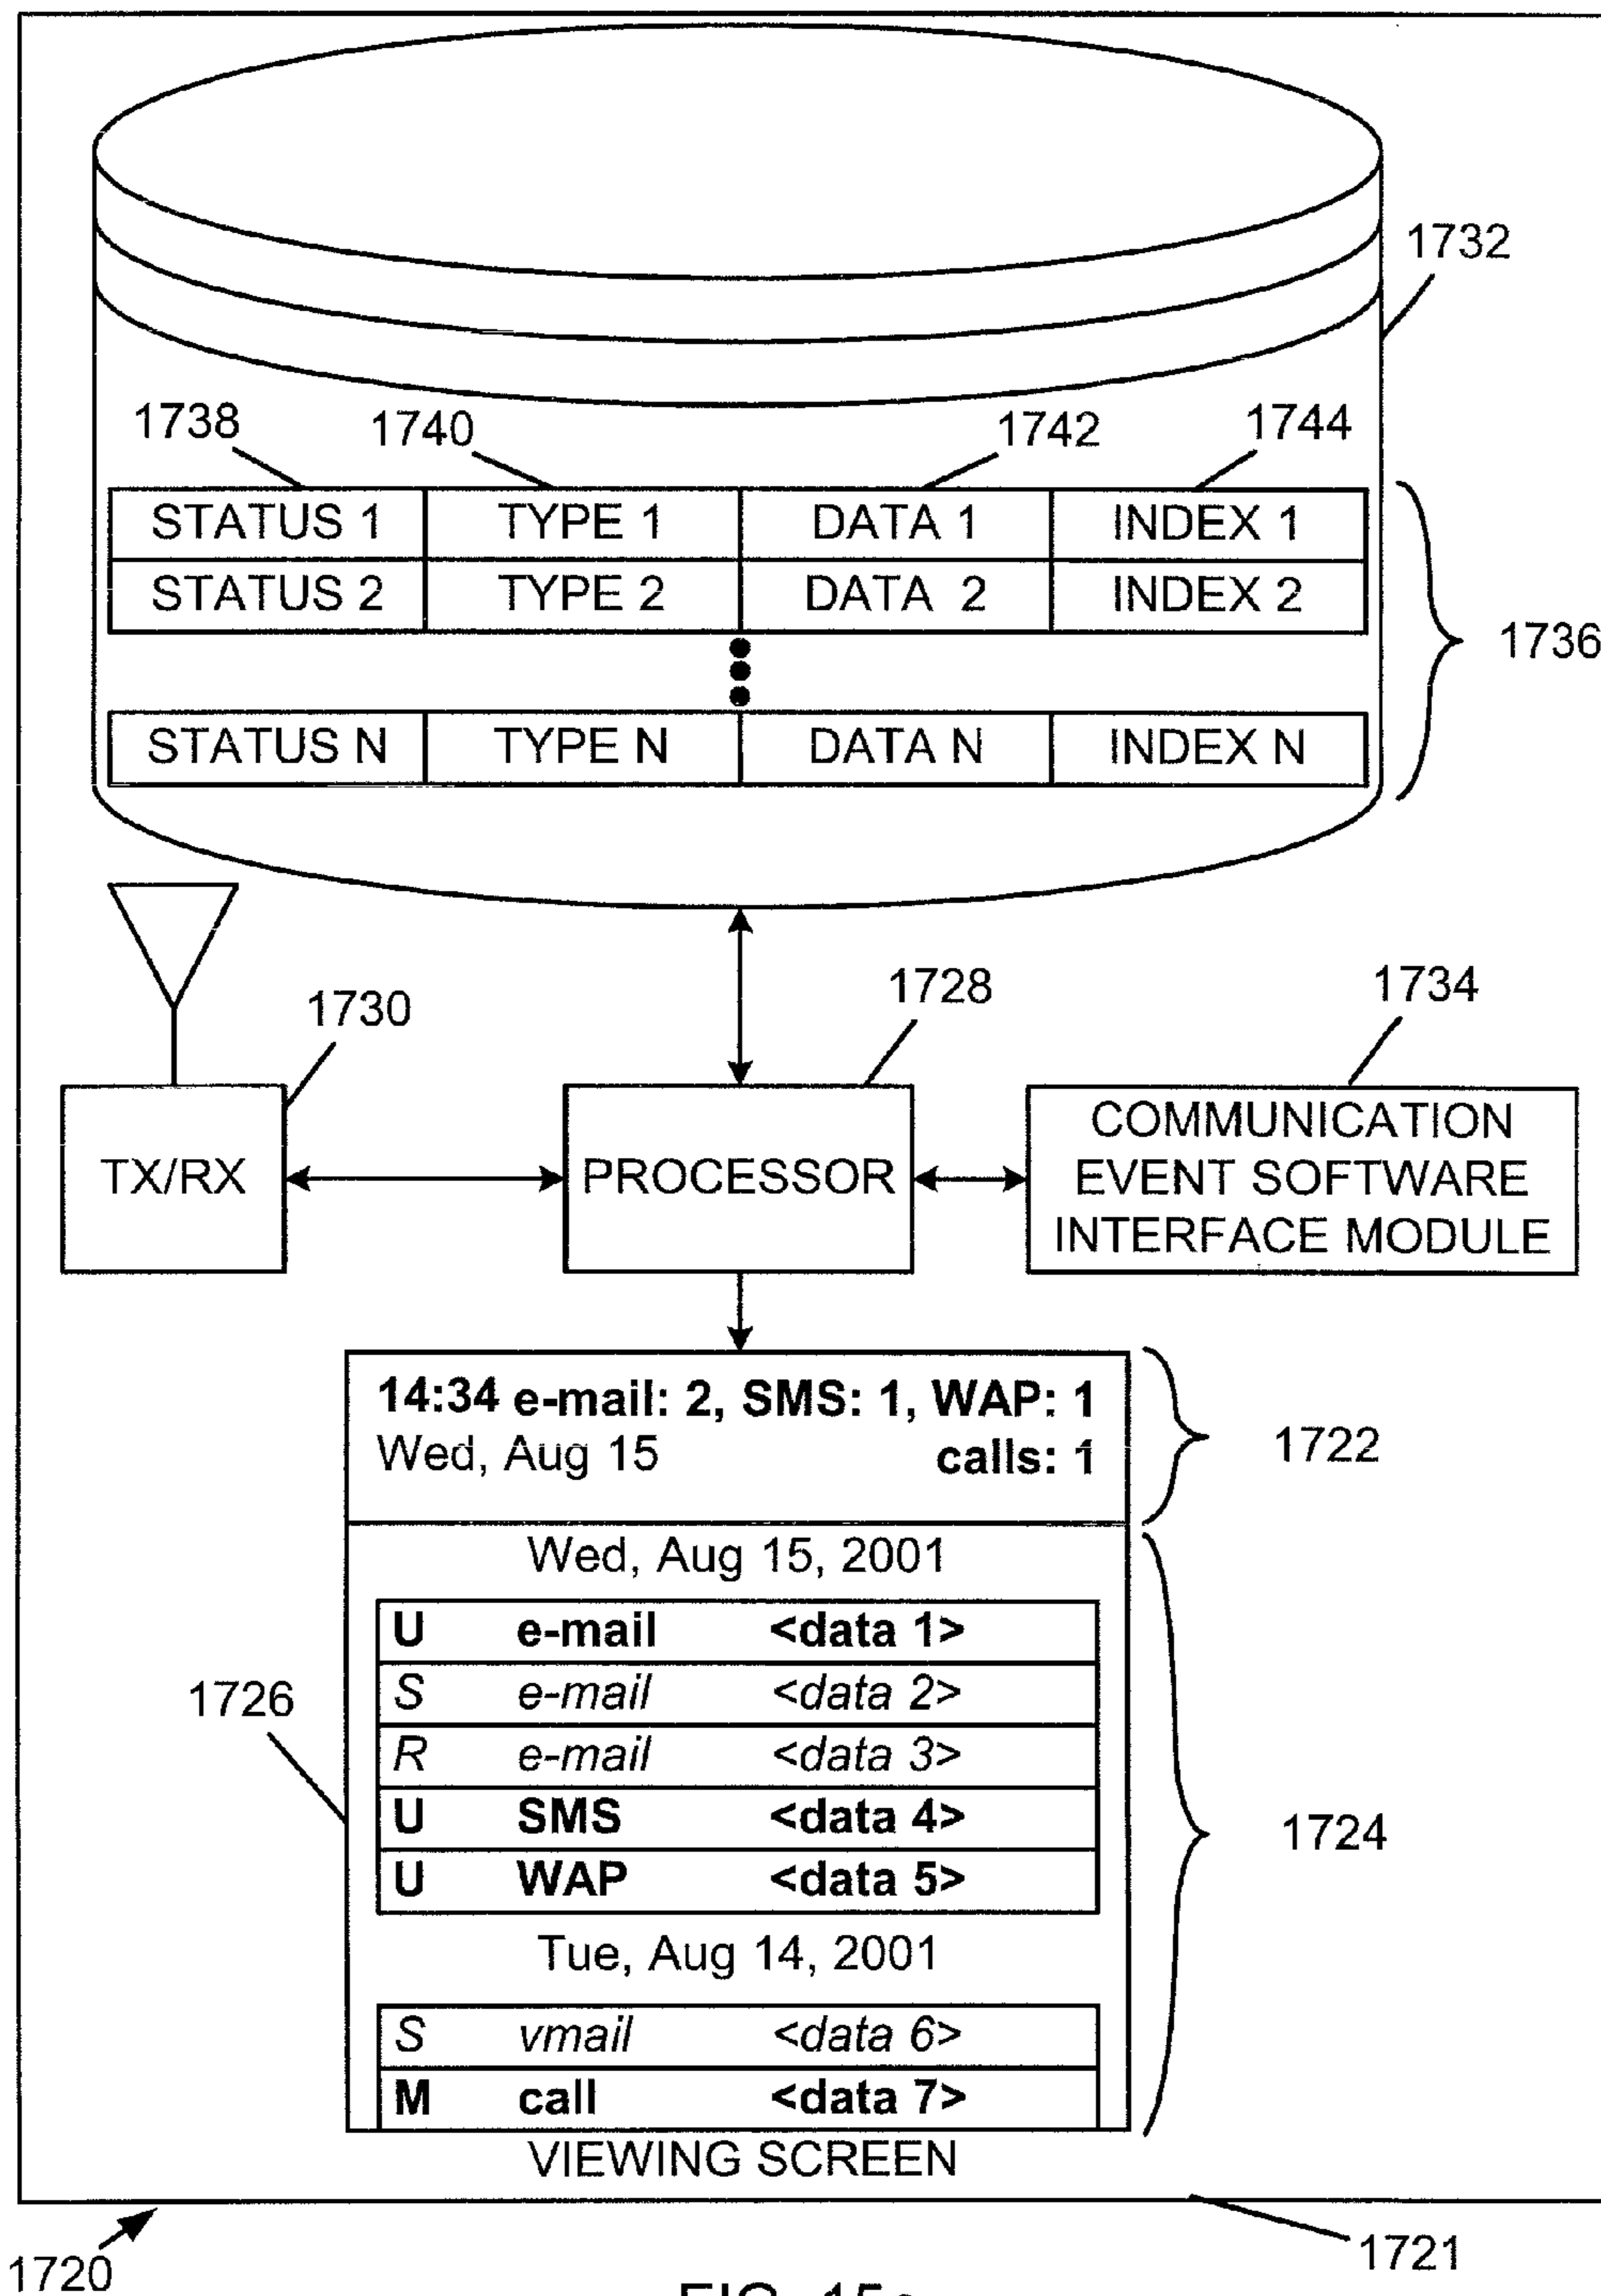 1732
1738 1740 1742 1744
STATUS 1 TYPE 1 DATA 1 INDEX 1
STATUS 2 TYPE 2 DATA 2 INDEX 2
1736
STATUS N TYPE N DATA N INDEX N
1730 1728 1734
TX/RX
PROCESSOR
COMMUNICATION
EVENT SOFTWARE
INTERFACE MODULE
14:34 e-mail: 2, SMS: 1, WAP: 1
Wed, Aug 15 calls: 1
1722
Wed, Aug 15, 2001
U e-mail <data 1>
S e-mail <data 2>
1726
R e-mail <data 3>
U SMS <data 4>
1724
U WAP <data 5>
Tue, Aug 14, 2001
S vmail <data 6>
M call <data 7>
VIEWING SCREEN
1720
1721
FIG.